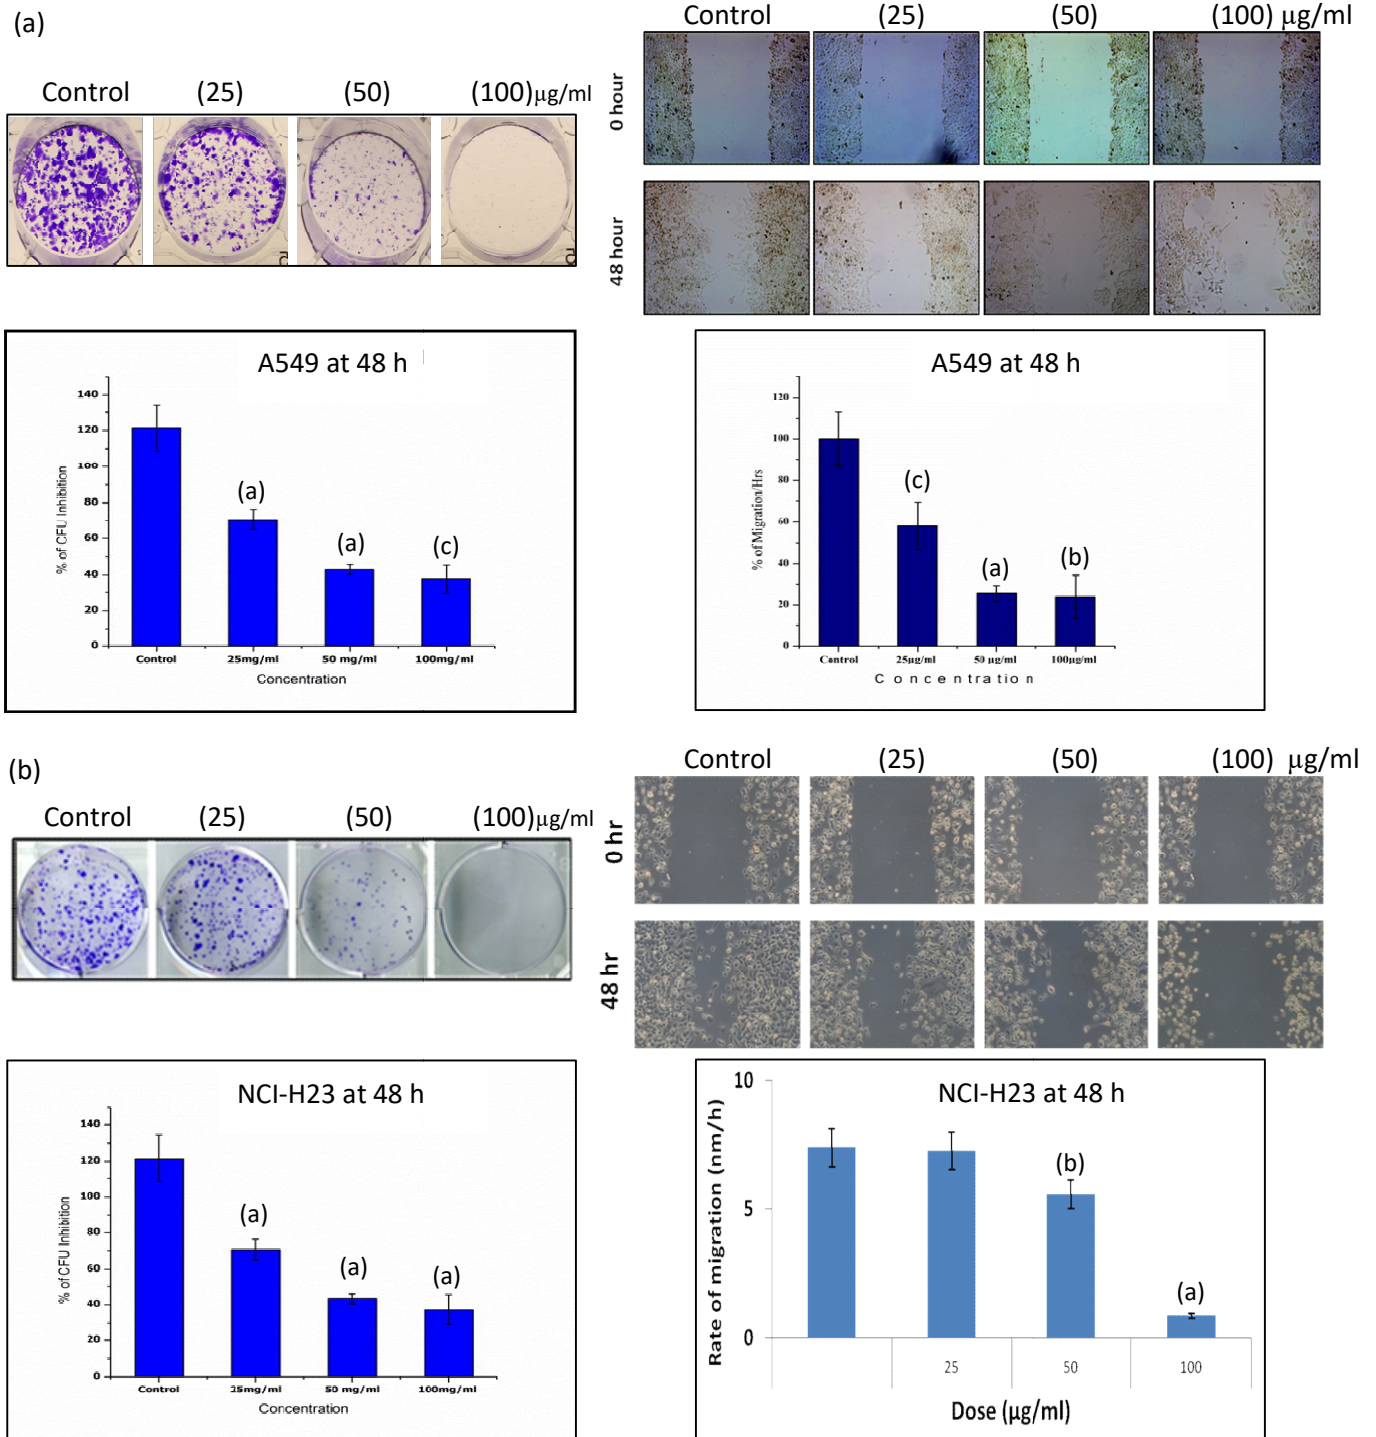 (a)
Control (25) (50) (100)μg/ml
Control (25) (50) (100) μg/ml
0 hour
48 hour
A549 at 48 h
% of CFU Inhibition
140
120
100
80
60
40
20
0
(a)
(a)
(c)
Control 25mg/ml 50 mg/ml 100mg/ml
Concentration
A549 at 48 h
% of Migration/Hrs
120
100
80
60
40
20
0
(c)
(a)
(b)
Control 25μg/ml 50 μg/ml 100μg/ml
Concentration
(b)
Control (25) (50) (100)μg/ml
Control (25) (50) (100) μg/ml
0 hr
48 hr
NCI-H23 at 48 h
% of CFU Inhibition
140
120
100
80
60
40
20
0
(a)
(a)
(a)
Control 25mg/ml 50 mg/ml 100mg/ml
Concentration
NCI-H23 at 48 h
Rate of migration (nm/h)
10
5
0
(b)
(a)
25 50 100
Dose (μg/ml)